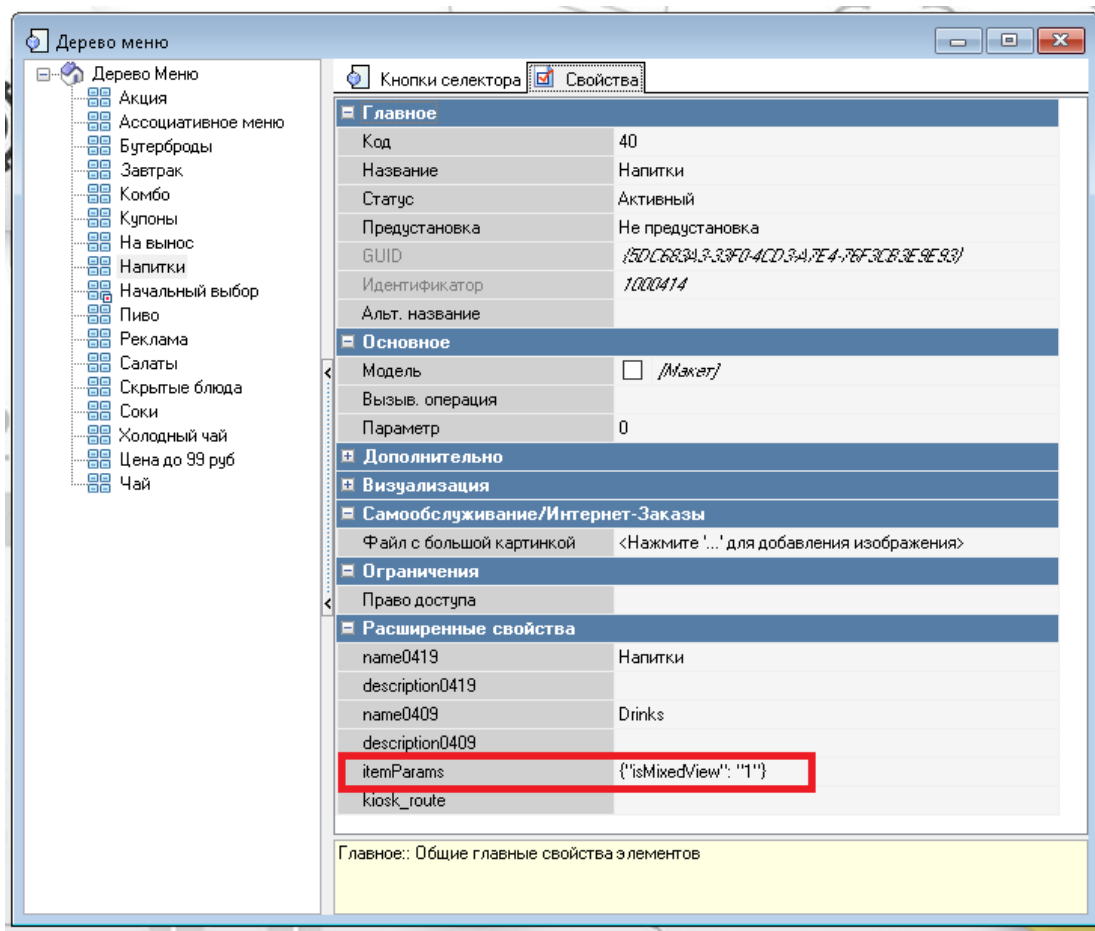 Дерево меню
Дерево Меню
Акция
Ассоциативное меню
Бутерброды
Завтрак
Комбо
Купоны
На вынос
Напитки
Начальный выбор
Пиво
Реклама
Салаты
Скрытые блюда
Соки
Холодный чай
Цена до 99 руб
Чай
Кнопки селектора Свойства
Главное
Код 40
Название Напитки
Статус Активный
Предустановка Не предустановка
GUID {5DC683A3-33F0-4CD3-A7E4-76F3CB3E9E93}
Идентификатор 1000414
Альт. название
Основное
Модель [Макет]
Вызыв. операция
Параметр 0
Дополнительно
Визуализация
Самообслуживание/Интернет-Заказы
Файл с большой картинкой <Нажмите '...' для добавления изображения>
Ограничения
Право доступа
Расширенные свойства
name0419 Напитки
description0419
name0409 Drinks
description0409
itemParams {"isMixedView": "1"}
kiosk_route
Главное:: Общие главные свойства элементов